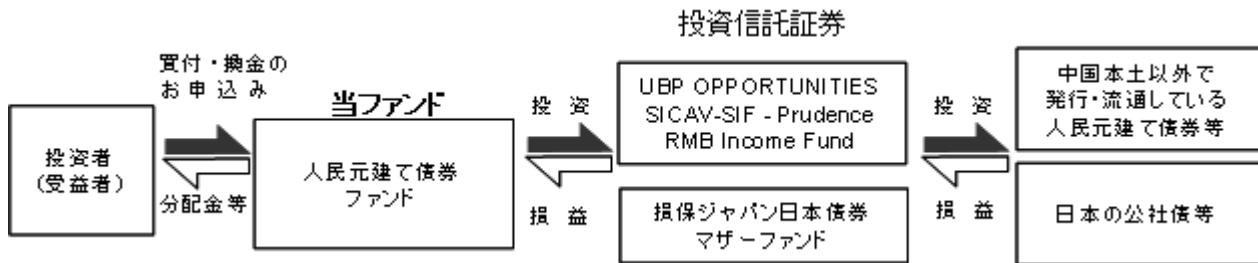 投資信託証券
買付・換金の
お申込み
当ファンド
投資者
（受益者）
分配金等
人民元建て債券
ファンド
投資
損益
UBP OPPORTUNITIES
SICAV-SIF - Prudence
RMB Income Fund
損保ジャパン日本債券
マザーファンド
投資
損益
中国本土以外で
発行・流通している
人民元建て債券等
日本の公社債等